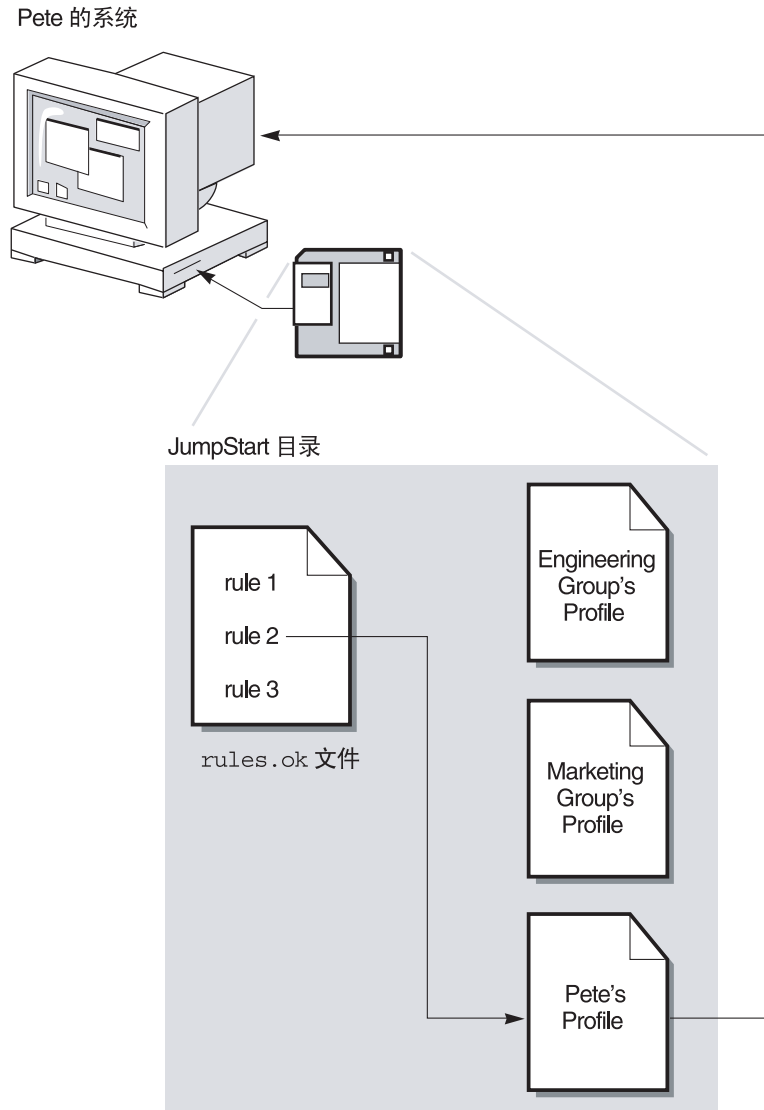 Pete 的系统
JumpStart 目录
rule 1
rule 2
rule 3
rules.ok 文件
Engineering
Group's
Profile
Marketing
Group's
Profile
Pete's
Profile